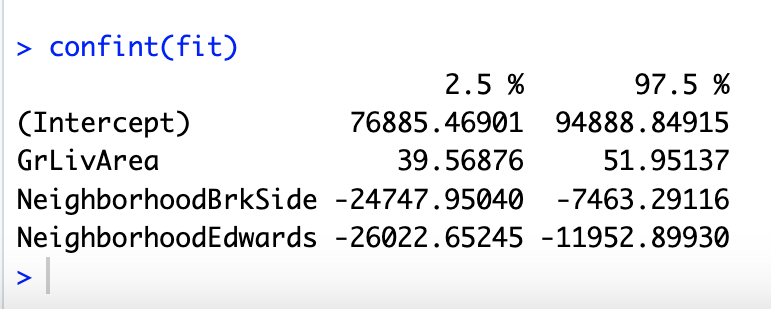 > confint(fit)
2.5 % 97.5 %
(Intercept) 76885.46901 94888.84915
GrLivArea 39.56876 51.95137
NeighborhoodBrkSide -24747.95040 -7463.29116
NeighborhoodEdwards -26022.65245 -11952.89930
>